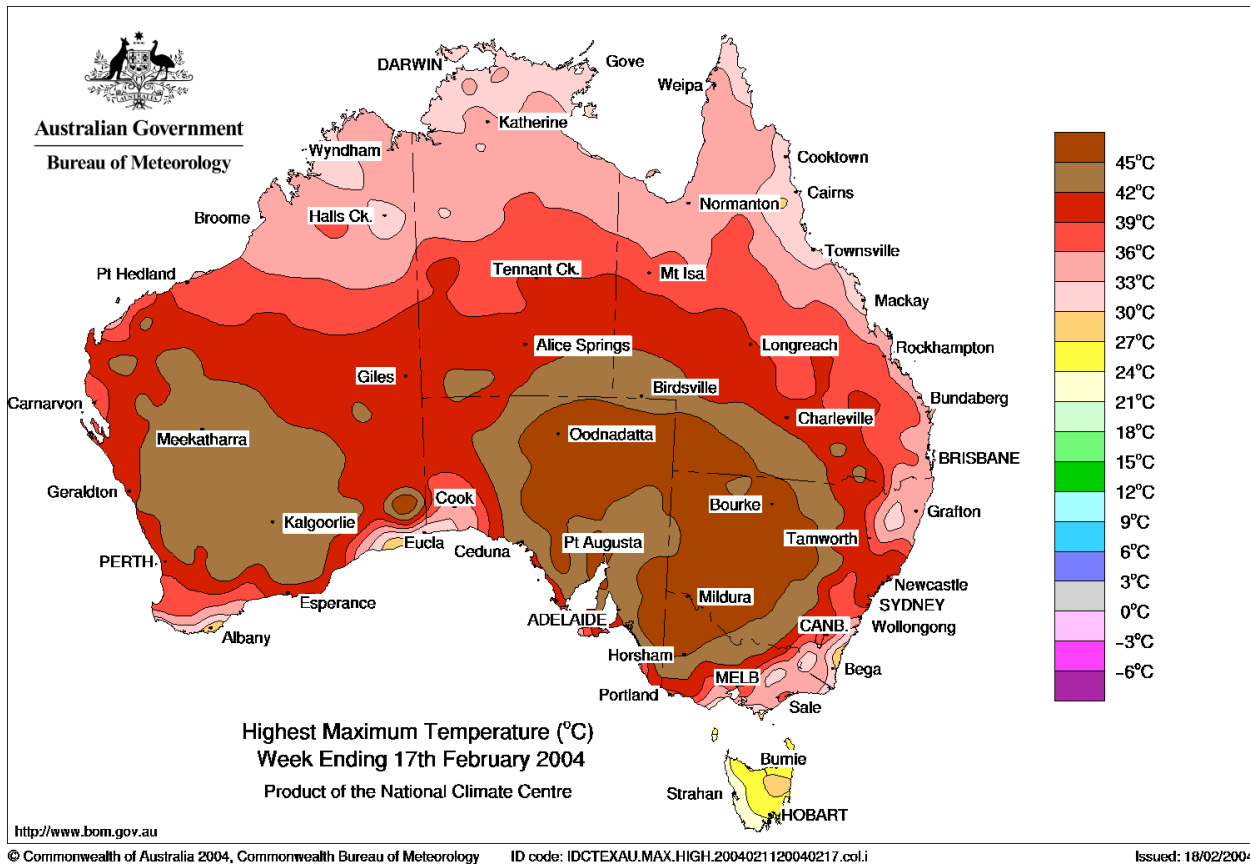 Australian Government
Bureau of Meteorology
AUSTRALIA
DARWIN
Gove
Weipa
Katherine
Wyndham
Cooktown
Cairns
Normanton
Broome
Halls Ck.
Townsville
Pt Hedland
Tennant Ck.
Mt Isa
Mackay
Alice Springs
Longreach
Rockhampton
Giles
Birdsville
Carnarvon
Bundaberg
Charleville
Meekatharra
Oodnadatta
BRISBANE
Geraldton
Cook
Bourke
Grafton
Kalgoorlie
Eucla
Ceduna
Pt Augusta
Tamworth
PERTH
Newcastle
Esperance
Mildura
SYDNEY
ADELAIDE
CANB.
Wollongong
Albany
Horsham
Bega
MELB
Portland
Sale
Burnie
Strahan
HOBART
45°C
42°C
39°C
36°C
33°C
30°C
27°C
24°C
21°C
18°C
15°C
12°C
9°C
6°C
3°C
0°C
-3°C
-6°C
Highest Maximum Temperature (°C)
Week Ending 17th February 2004
Product of the National Climate Centre
http://www.bom.gov.au
© Commonwealth of Australia 2004, Commonwealth Bureau of Meteorology ID code: IDCTEXAU.MAX.HIGH.2004021120040217.col.i Issued: 18/02/2004